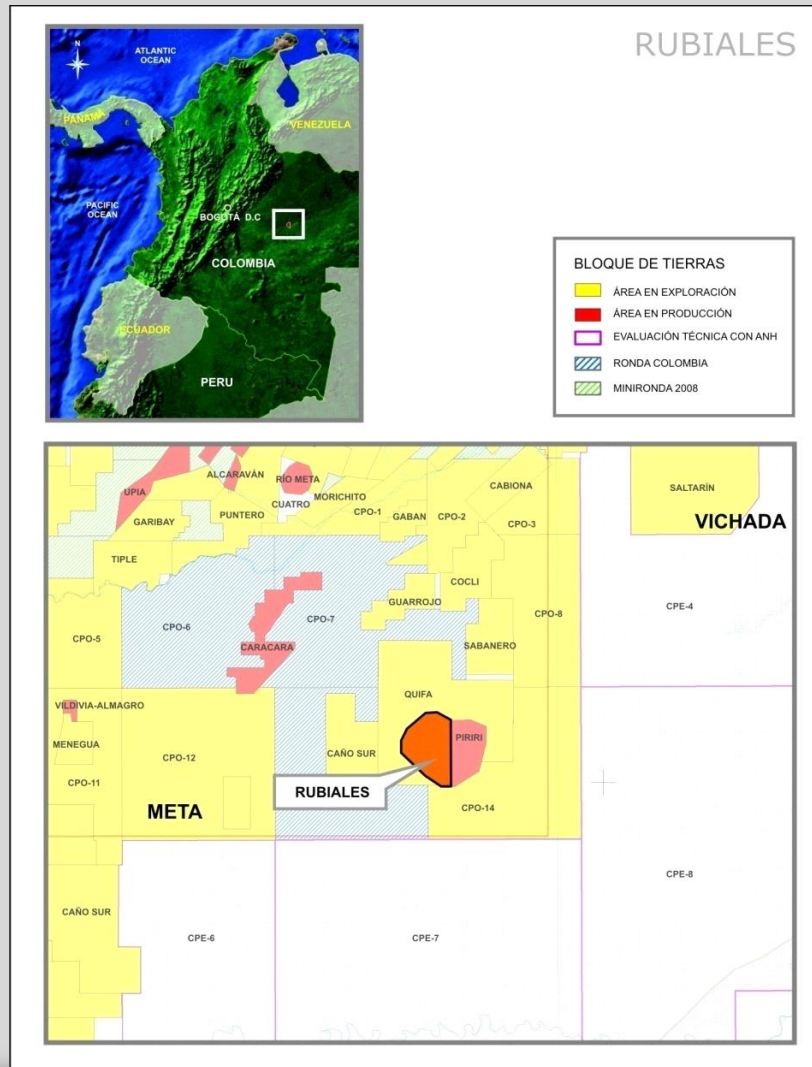 RUBIALES
N
ATLANTIC
OCEAN
PANAMÁ
VENEZUELA
PACIFIC
OCEAN
BOGOTÁ D.C
COLOMBIA
ECUADOR
PERU
BLOQUE DE TIERRAS
ÁREA EN EXPLORACIÓN
ÁREA EN PRODUCCIÓN
EVALUACIÓN TÉCNICA CON ANH
RONDA COLOMBIA
MINIRONDA 2008
ALCARAVÁN
RÍO META
CABIONA
SALTARÍN
UPIA
CUATRO
MORICHITO
GARIBAY
PUNTERO
CPO-1
GABAN
CPO-2
CPO-3
VICHADA
TIPLE
COCLI
GUARROJO
CPE-4
CPO-5
CPO-6
CPO-7
CPO-8
CARACARA
SABANERO
QUIFA
VILDIVIA-ALMAGRO
PIRIRI
MENEGUA
CPO-12
CAÑO SUR
CPO-11
RUBIALES
META
CPO-14
CPE-8
CAÑO SUR
CPE-6
CPE-7